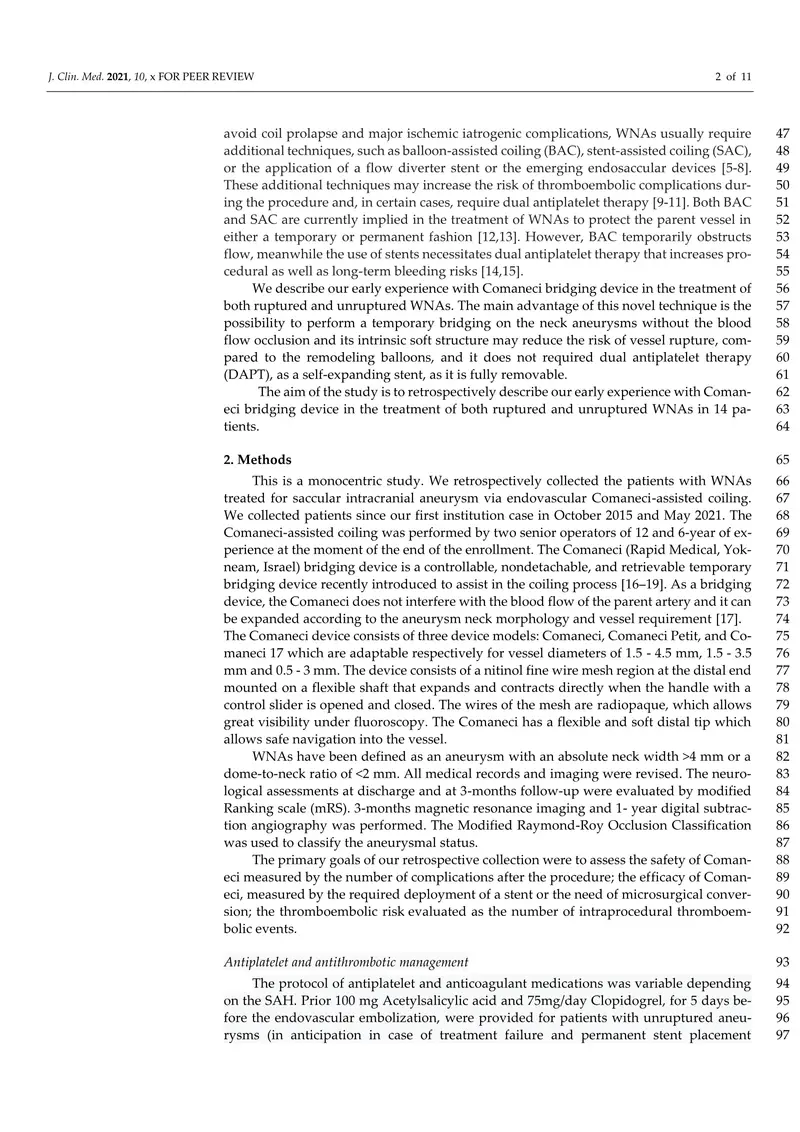 J. Clin. Med. 2021, 10, x FOR PEER REVIEW 2 of 11
avoid coil prolapse and major ischemic iatrogenic complications, WNAs usually require 47
additional techniques, such as balloon-assisted coiling (BAC), stent-assisted coiling (SAC), 48
or the application of a flow diverter stent or the emerging endosaccular devices [5-8]. 49
These additional techniques may increase the risk of thromboembolic complications dur- 50
ing the procedure and, in certain cases, require dual antiplatelet therapy [9-11]. Both BAC 51
and SAC are currently implied in the treatment of WNAs to protect the parent vessel in 52
either a temporary or permanent fashion [12,13]. However, BAC temporarily obstructs 53
flow, meanwhile the use of stents necessitates dual antiplatelet therapy that increases pro- 54
cedural as well as long-term bleeding risks [14,15]. 55
We describe our early experience with Comaneci bridging device in the treatment of 56
both ruptured and unruptured WNAs. The main advantage of this novel technique is the 57
possibility to perform a temporary bridging on the neck aneurysms without the blood 58
flow occlusion and its intrinsic soft structure may reduce the risk of vessel rupture, com- 59
pared to the remodeling balloons, and it does not required dual antiplatelet therapy 60
(DAPT), as a self-expanding stent, as it is fully removable. 61
The aim of the study is to retrospectively describe our early experience with Coman- 62
eci bridging device in the treatment of both ruptured and unruptured WNAs in 14 pa- 63
tients. 64
2. Methods 65
This is a monocentric study. We retrospectively collected the patients with WNAs 66
treated for saccular intracranial aneurysm via endovascular Comaneci-assisted coiling. 67
We collected patients since our first institution case in October 2015 and May 2021. The 68
Comaneci-assisted coiling was performed by two senior operators of 12 and 6-year of ex- 69
perience at the moment of the end of the enrollment. The Comaneci (Rapid Medical, Yok- 70
neam, Israel) bridging device is a controllable, nondetachable, and retrievable temporary 71
bridging device recently introduced to assist in the coiling process [16–19]. As a bridging 72
device, the Comaneci does not interfere with the blood flow of the parent artery and it can 73
be expanded according to the aneurysm neck morphology and vessel requirement [17]. 74
The Comaneci device consists of three device models: Comaneci, Comaneci Petit, and Co- 75
maneci 17 which are adaptable respectively for vessel diameters of 1.5 - 4.5 mm, 1.5 - 3.5 76
mm and 0.5 - 3 mm. The device consists of a nitinol fine wire mesh region at the distal end 77
mounted on a flexible shaft that expands and contracts directly when the handle with a 78
control slider is opened and closed. The wires of the mesh are radiopaque, which allows 79
great visibility under fluoroscopy. The Comaneci has a flexible and soft distal tip which 80
allows safe navigation into the vessel. 81
WNAs have been defined as an aneurysm with an absolute neck width >4 mm or a 82
dome-to-neck ratio of <2 mm. All medical records and imaging were revised. The neuro- 83
logical assessments at discharge and at 3-months follow-up were evaluated by modified 84
Ranking scale (mRS). 3-months magnetic resonance imaging and 1- year digital subtrac- 85
tion angiography was performed. The Modified Raymond-Roy Occlusion Classification 86
was used to classify the aneurysmal status. 87
The primary goals of our retrospective collection were to assess the safety of Coman- 88
eci measured by the number of complications after the procedure; the efficacy of Coman- 89
eci, measured by the required deployment of a stent or the need of microsurgical conver- 90
sion; the thromboembolic risk evaluated as the number of intraprocedural thromboem- 91
bolic events. 92
Antiplatelet and antithrombotic management 93
The protocol of antiplatelet and anticoagulant medications was variable depending 94
on the SAH. Prior 100 mg Acetylsalicylic acid and 75mg/day Clopidogrel, for 5 days be- 95
fore the endovascular embolization, were provided for patients with unruptured aneu- 96
rysms (in anticipation in case of treatment failure and permanent stent placement 97